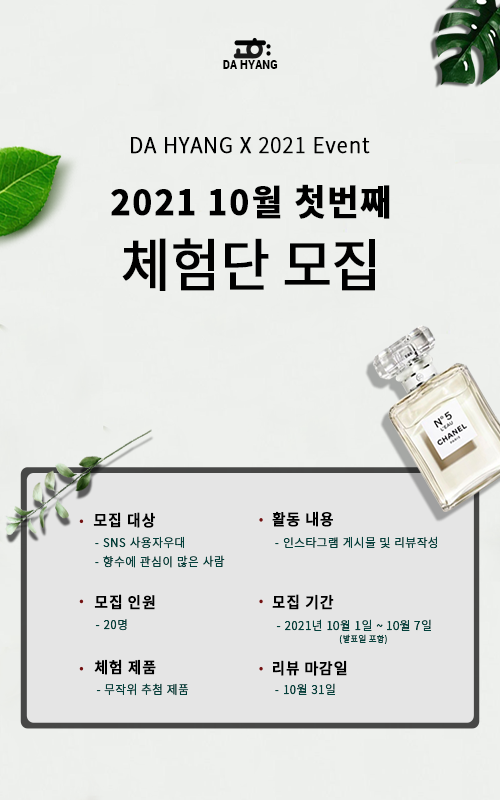 다향:
DA HYANG
DA HYANG X 2021 Event
2021 10월 첫번째
체험단 모집
N°5
L'EAU
CHANEL
PARIS
• 모집 대상
- SNS 사용자우대
- 향수에 관심이 많은 사람
• 활동 내용
- 인스타그램 게시물 및 리뷰작성
• 모집 인원
- 20명
• 모집 기간
- 2021년 10월 1일 ~ 10월 7일
(발표일 포함)
• 체험 제품
- 무작위 추첨 제품
• 리뷰 마감일
- 10월 31일